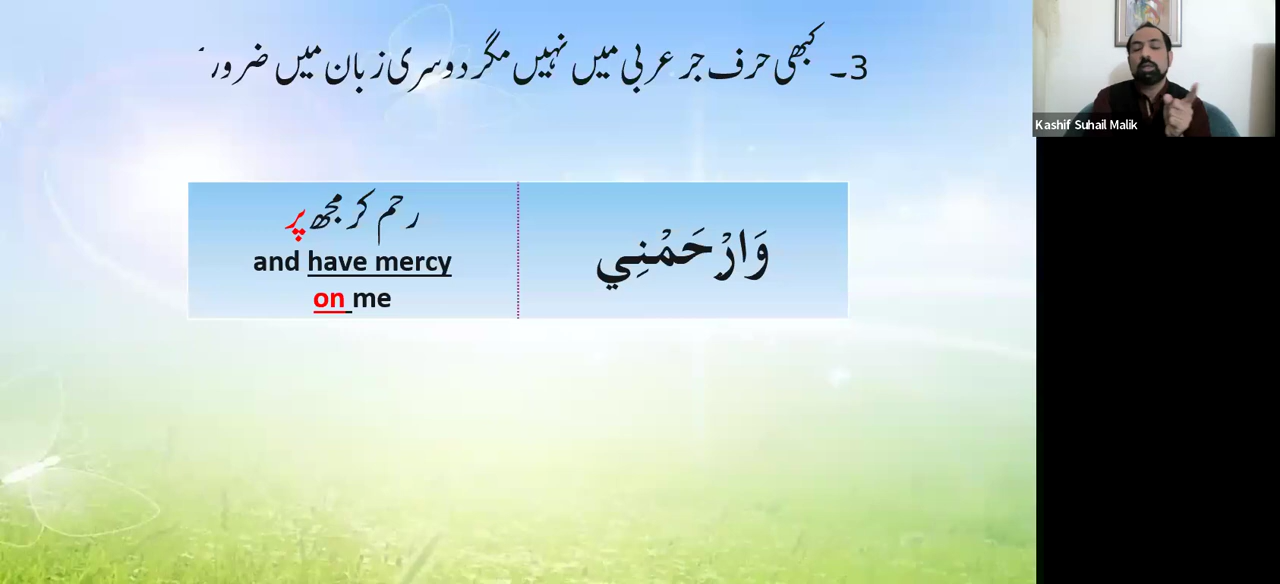 3۔ کبھی حرف جر عربی میں نہیں مگر دوسری زبان میں
وَارْحَمْنِي
رحم کر مجھ پر
and have mercy
on me
Kashif Suhail Malik